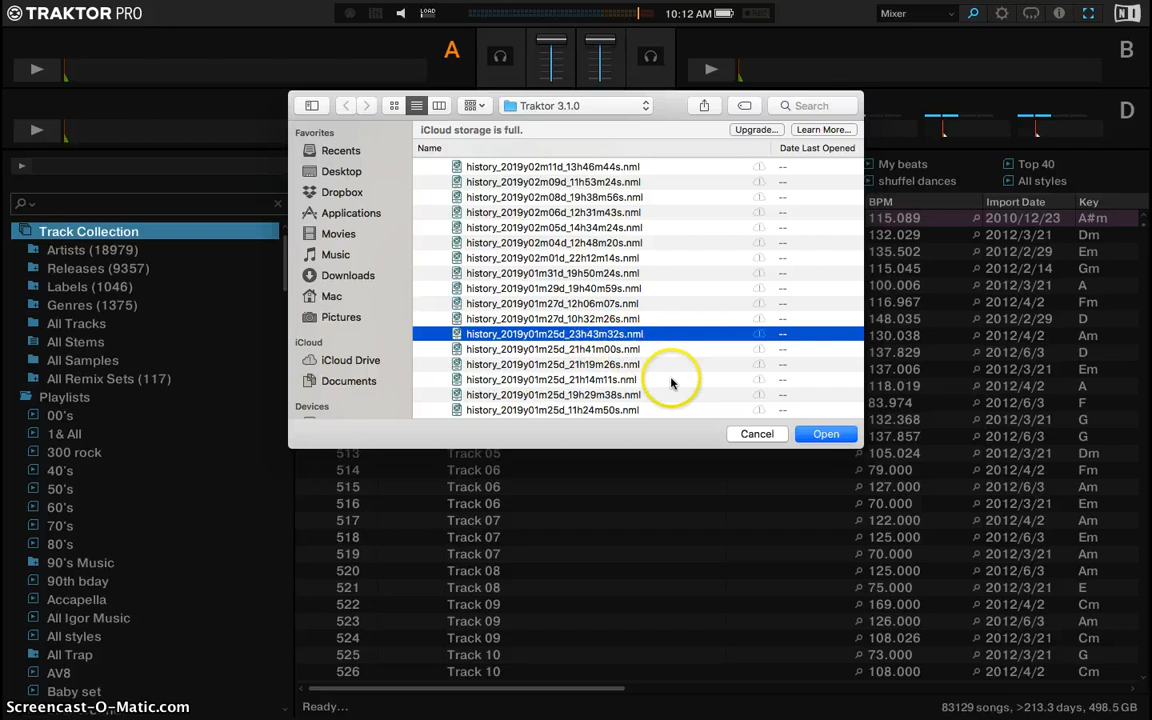 TRAKTOR PRO
LOAD
10:12 AM
REC
Mixer
A
B
D
Traktor 3.1.0
Search
Favorites
iCloud storage is full.
Upgrade...
Learn More...
Name
Date Last Opened
Recents
Desktop
Dropbox
Applications
Movies
Music
Downloads
Mac
Pictures
iCloud
iCloud Drive
Documents
Devices
history_2019y02m11d_13h46m44s.nml --
history_2019y02m09d_11h53m24s.nml --
history_2019y02m08d_19h38m56s.nml --
history_2019y02m06d_12h31m43s.nml --
history_2019y02m05d_14h34m24s.nml --
history_2019y02m04d_12h48m20s.nml --
history_2019y02m01d_22h12m14s.nml --
history_2019y01m31d_19h50m24s.nml --
history_2019y01m29d_19h40m59s.nml --
history_2019y01m27d_12h06m07s.nml --
history_2019y01m27d_10h32m26s.nml --
history_2019y01m25d_23h43m32s.nml --
history_2019y01m25d_21h41m00s.nml --
history_2019y01m25d_21h19m26s.nml --
history_2019y01m25d_21h14m11s.nml --
history_2019y01m25d_19h29m38s.nml --
history_2019y01m25d_11h24m50s.nml --
Cancel
Open
My beats
Top 40
shuffel dances
All styles
Track Collection
Artists (18979)
Releases (9357)
Labels (1046)
Genres (1372)
All Tracks
All Stems
All Samples
All Remix Sets (117)
Playlists
00's
1& All
300 rock
40's
50's
60's
70's
80's
90's Music
90th bday
Accapella
All Igor Music
All styles
All Trap
AV8
Baby set
BPM Import Date Key
115.089 2010/12/23 A#m
132.029 2012/3/21 Dm
135.502 2012/2/29 Em
115.045 2012/2/14 Gm
100.000 2012/3/21 A
116.967 2012/4/2 Fm
148.035 2012/2/29 D
130.038 2012/4/2 Am
137.829 2012/6/3 D
137.911 2012/6/3 Em
118.019 2012/4/2 A
83.974 2012/6/3 F
137.868 2012/6/3 G
137.857 2012/6/3 G
513 Track 05 105.024 2012/3/21 Dm
514 Track 06 79.000 2012/4/2 Fm
515 Track 06 127.000 2012/6/3 Dm
516 Track 06 66.000 2012/6/3 Em
517 Track 07 122.000 2012/4/2 Am
518 Track 07 125.000 2012/6/3 Dm
519 Track 07 70.000 2012/3/21 Am
520 Track 08 125.000 2012/6/3 Am
521 Track 08 75.000 2012/3/21 E
522 Track 09 169.000 2012/4/2 Cm
523 Track 09 126.000 2012/6/3 Am
524 Track 09 108.026 2012/3/21 Cm
525 Track 10 73.000 2012/3/21 G
526 Track 10 108.000 2012/4/2 Cm
Screencast-O-Matic.com
Ready...
83129 songs, >213.3 days, 498.5 GB